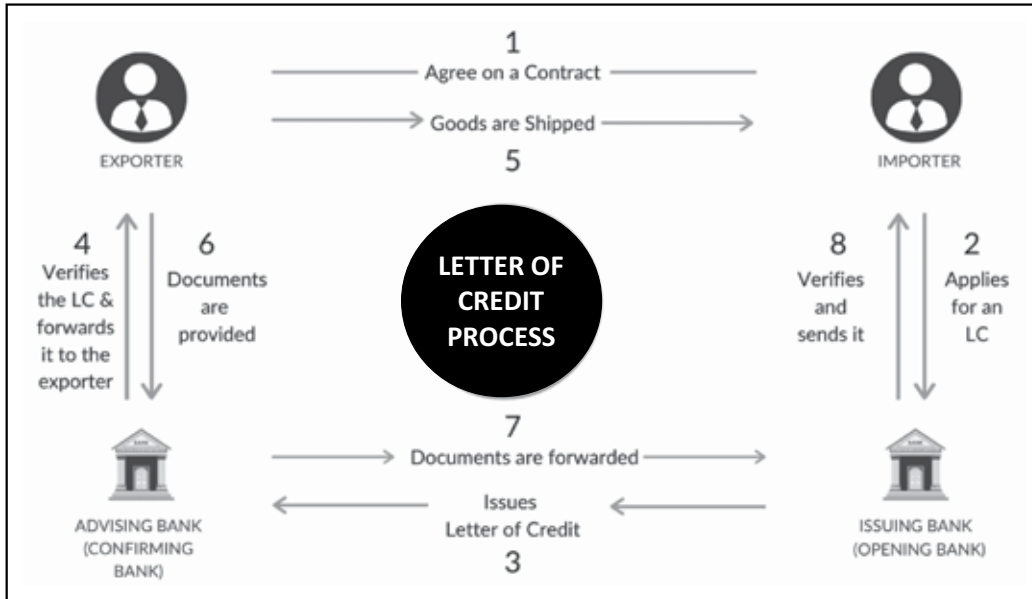 1
Agree on a Contract
Goods are Shipped
5
EXPORTER
IMPORTER
4
Verifies
the LC &
forwards
it to the
exporter
6
Documents
are
provided
LETTER OF
CREDIT
PROCESS
8
Verifies
and
sends it
2
Applies
for an
LC
7
Documents are forwarded
Issues
Letter of Credit
3
BANK
ADVISING BANK
(CONFIRMING
BANK)
BANK
ISSUING BANK
(OPENING BANK)